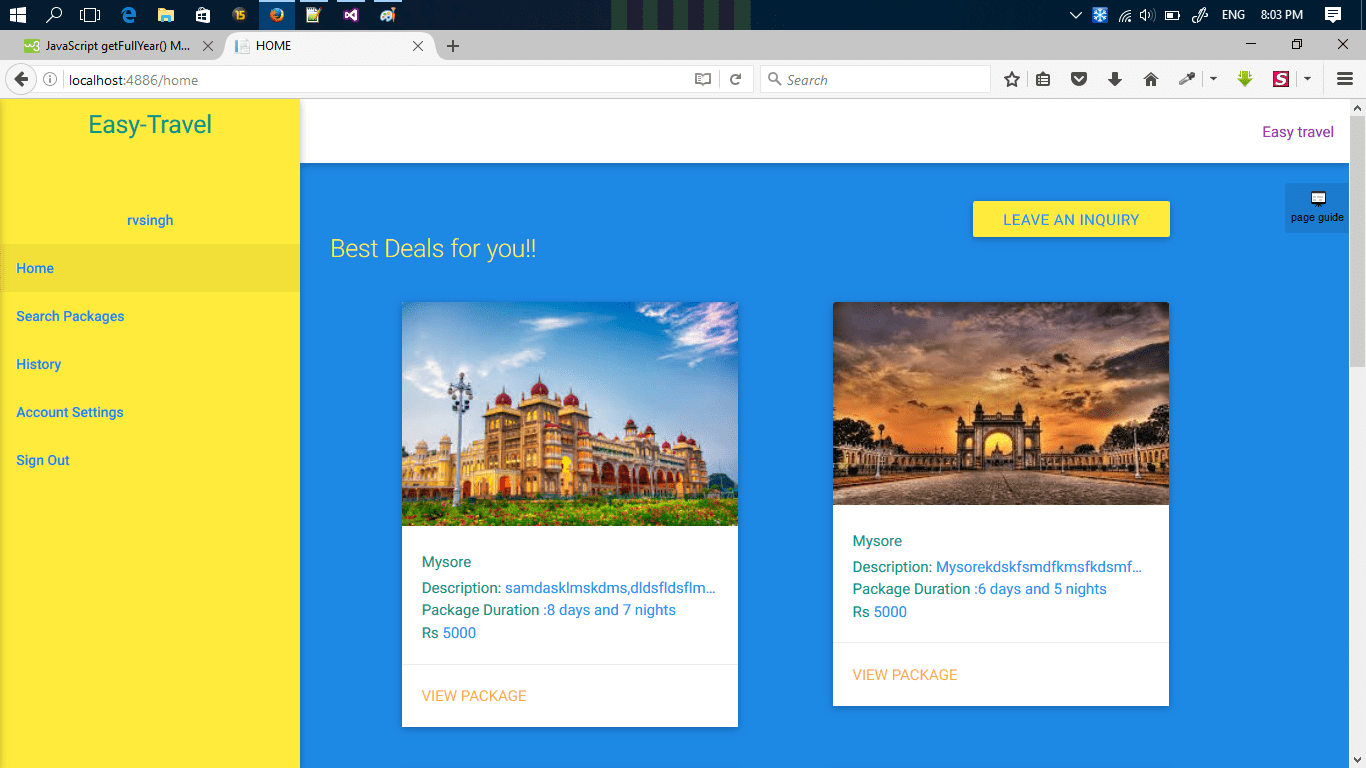 ENG 8:03 PM
JavaScript getFullYear() M...
HOME
localhost:4886/home
Search
Easy-Travel
Easy travel
rvsingh
Home
Search Packages
History
Account Settings
Sign Out
LEAVE AN INQUIRY
page guide
Best Deals for you!!
Mysore
Description: samdasklmskdms,dldsfldsflm...
Package Duration :8 days and 7 nights
Rs 5000
VIEW PACKAGE
Mysore
Description: Mysorekdskfsmdfkmsfkdsmf...
Package Duration :6 days and 5 nights
Rs 5000
VIEW PACKAGE